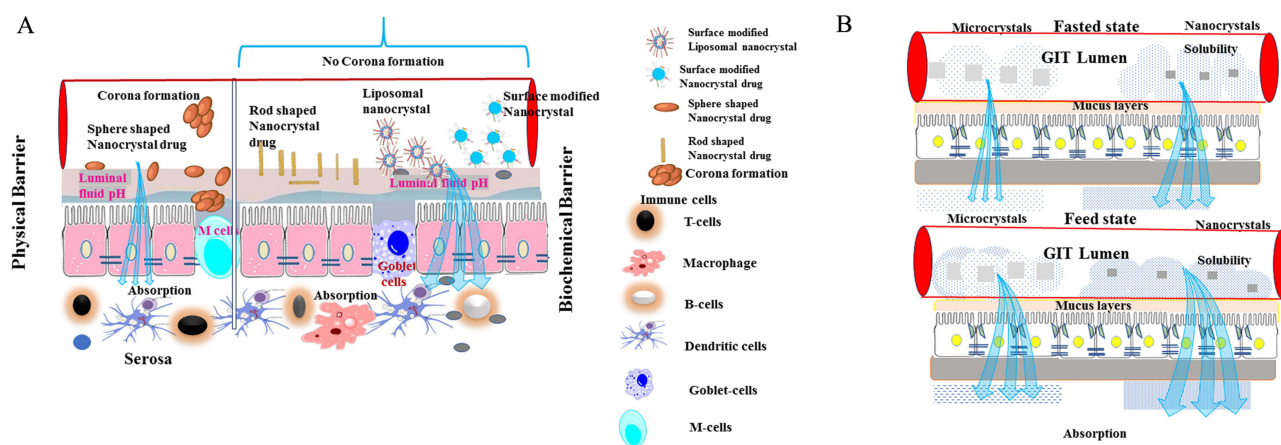 A
No Corona formation
Corona formation
Sphere shaped
Nanocrystal drug
Rod shaped
Nanocrystal
drug
Liposomal
nanocrystal
Surface modified
Nanocrystal
Luminal
fluid pH
Luminal fluid pH
M cell
Goblet
cells
Absorption
Absorption
Serosa
Physical Barrier
Biochemical Barrier
Surface modified
Liposomal nanocrystal
Surface modified
Nanocrystal drug
Sphere shaped
Nanocrystal drug
Rod shaped
Nanocrystal drug
Corona formation
Immune cells
T-cells
Macrophage
B-cells
Dendritic cells
Goblet-cells
M-cells
B
Microcrystals
Fasted state
Nanocrystals
GIT Lumen
Solubility
Mucus layers
Microcrystals
Feed state
Nanocrystals
GIT Lumen
Solubility
Mucus layers
Absorption